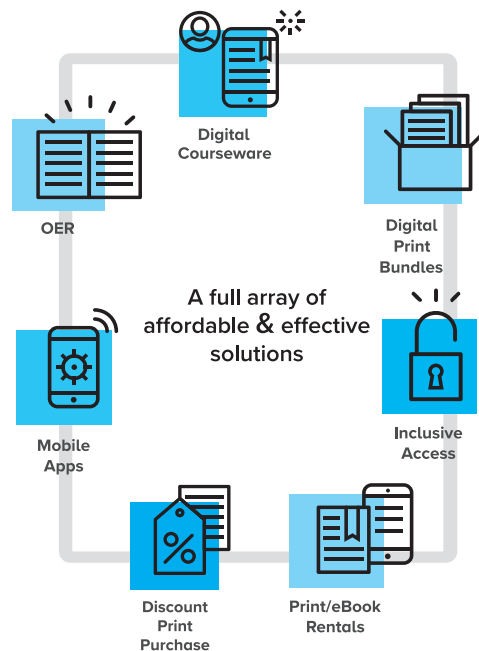 Digital
Courseware
OER
Digital
Print
Bundles
A full array of
affordable & effective
solutions
Mobile
Apps
Inclusive
Access
Discount
Print
Purchase
Print/eBook
Rentals